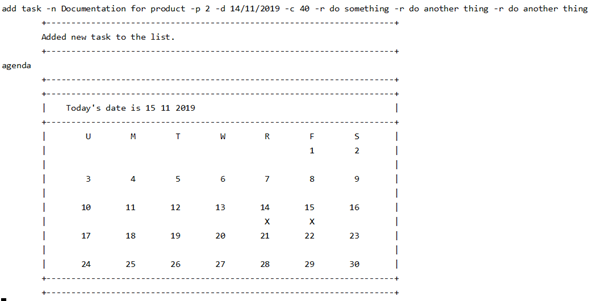 add task -n Documentation for product -p 2 -d 14/11/2019 -c 40 -r do something -r do another thing -r do another thing
Added new task to the list.
agenda
Today's date is 15 11 2019
U M T W R F S
1 2
3 4 5 6 7 8 9
10 11 12 13 14 15 16
X X
17 18 19 20 21 22 23
24 25 26 27 28 29 30